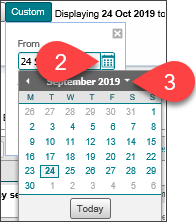 Custom Displaying 24 Oct 2019 to
From
24 S
2
3
September 2019
M T W T F S S
26 27 28 29 30 31 1
2 3 4 5 6 7 8
9 10 11 12 13 14 15
16 17 18 19 20 21 22
23 24 25 26 27 28 29
30 1 2 3 4 5 6
Today